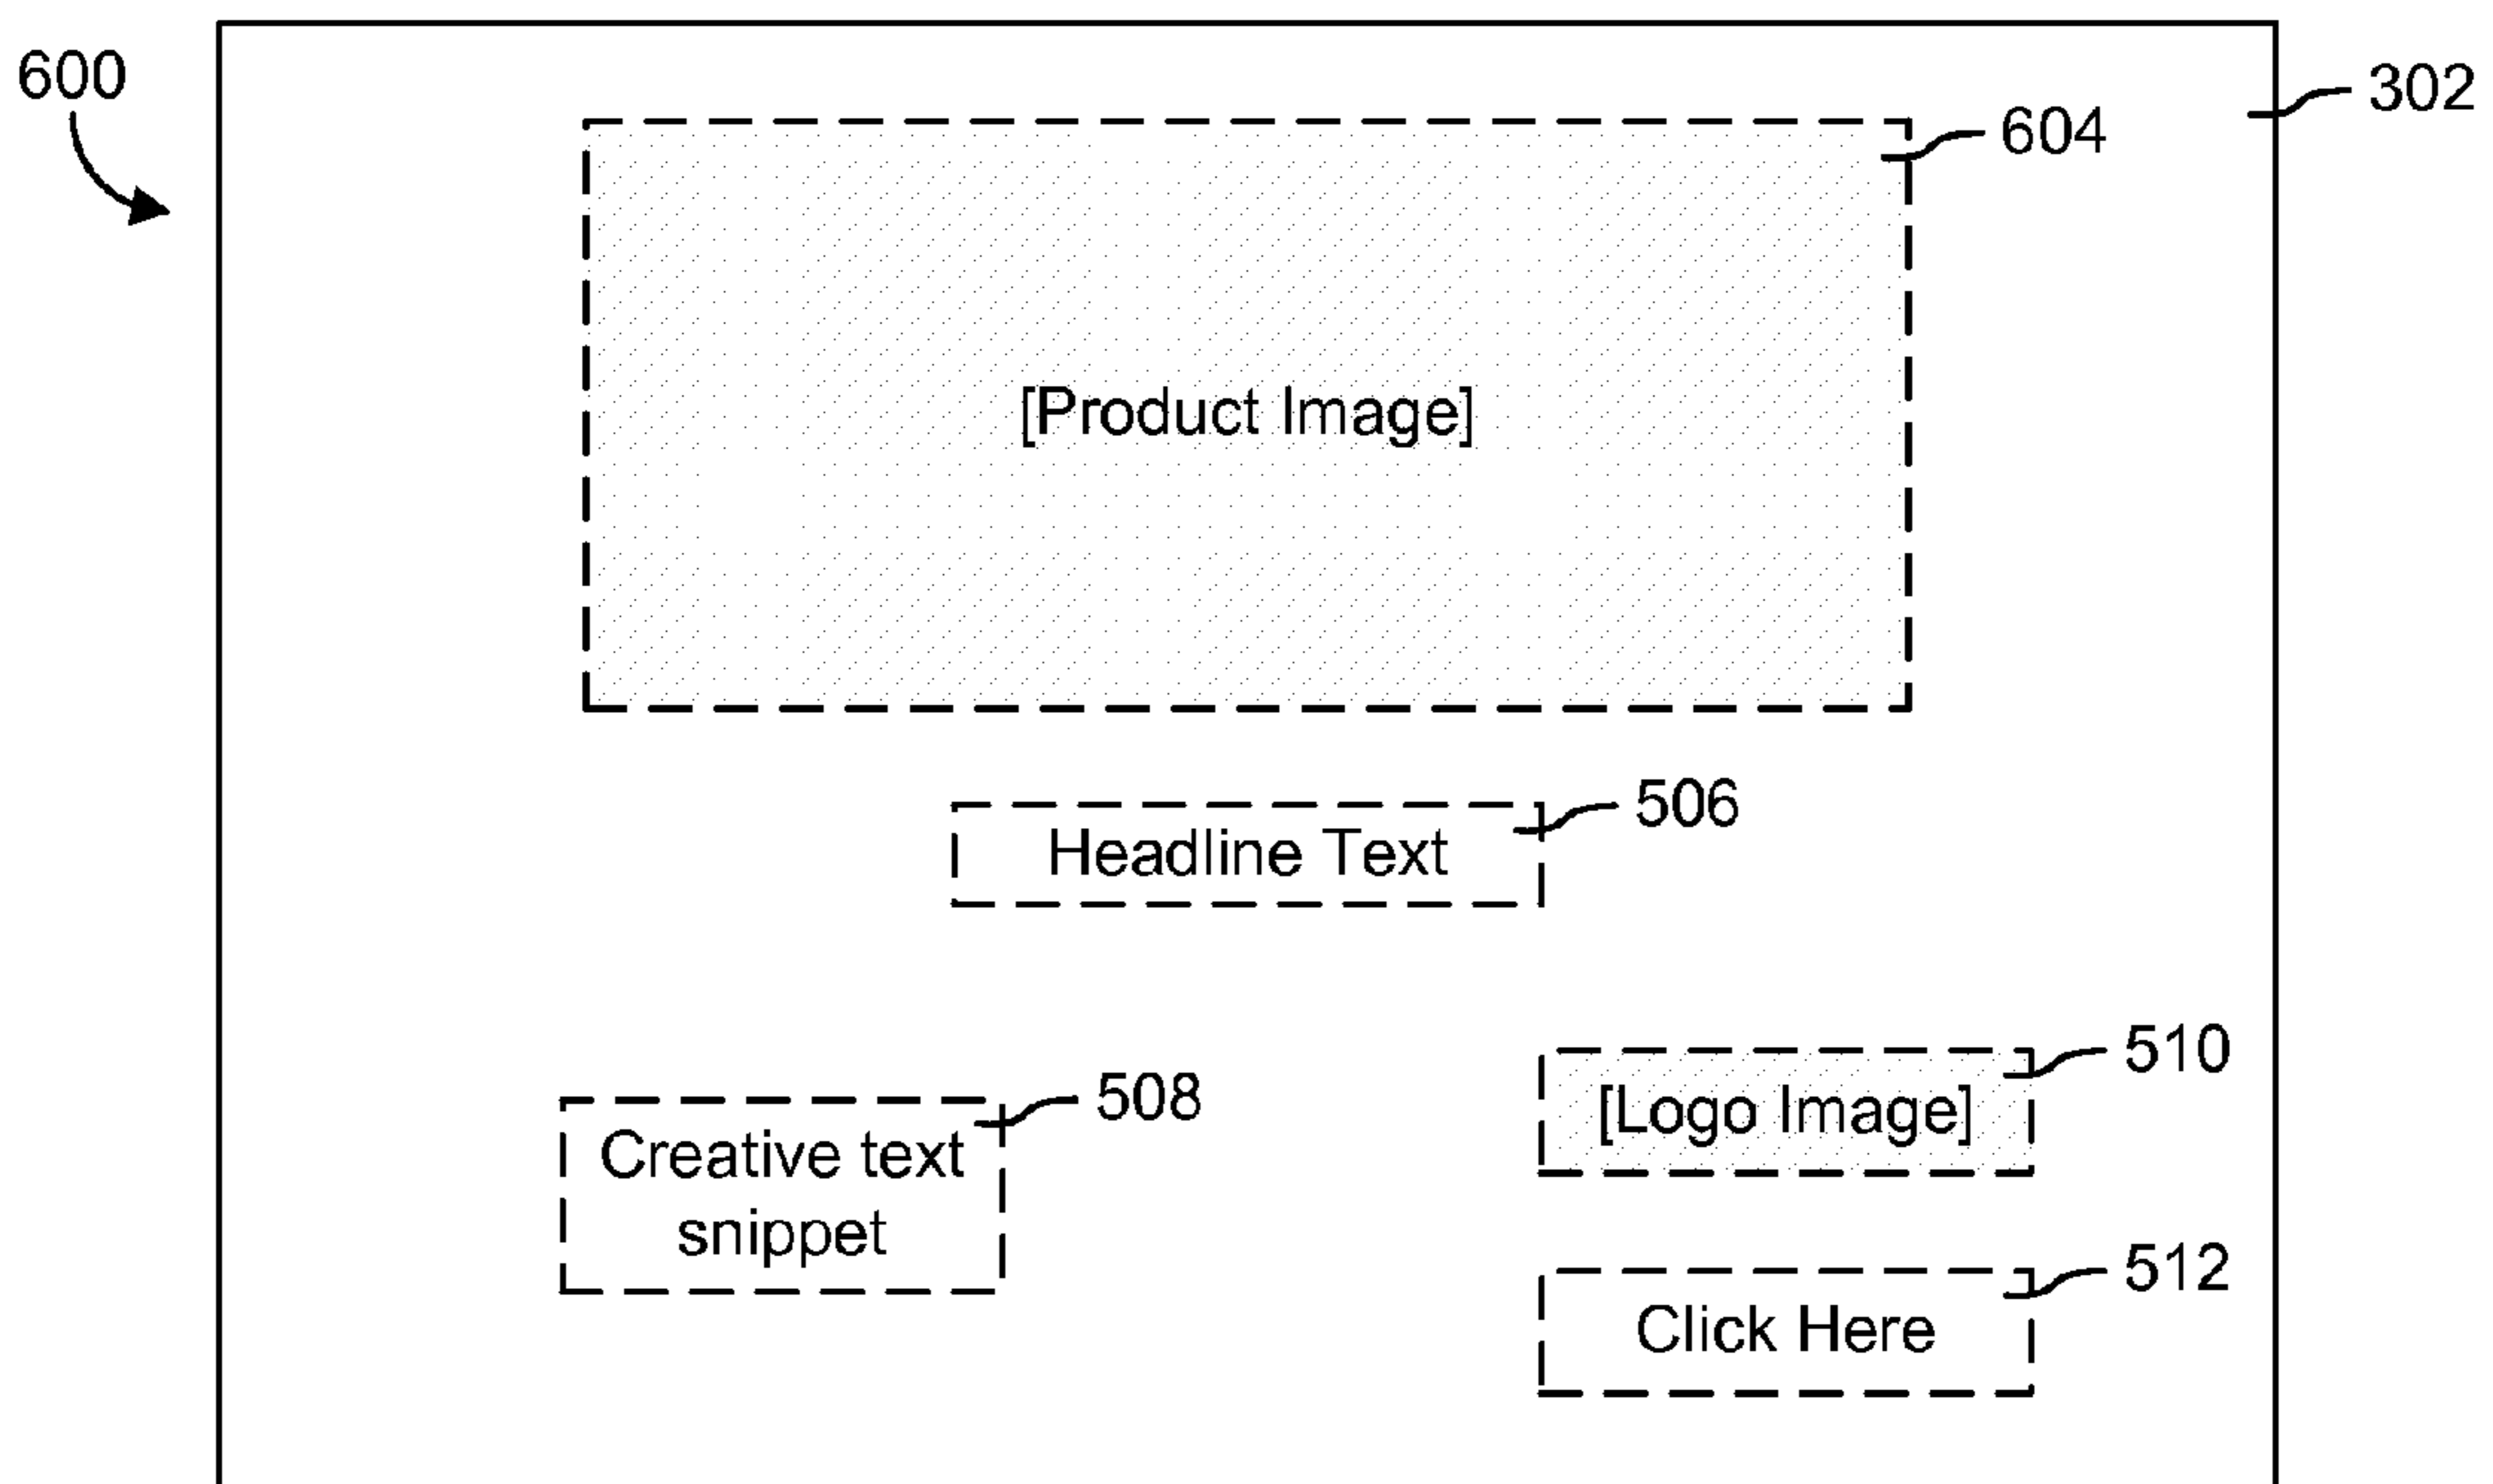 600
302
604
[Product Image]
506
Headline Text
510
[Logo Image]
508
Creative text
snippet
512
Click Here